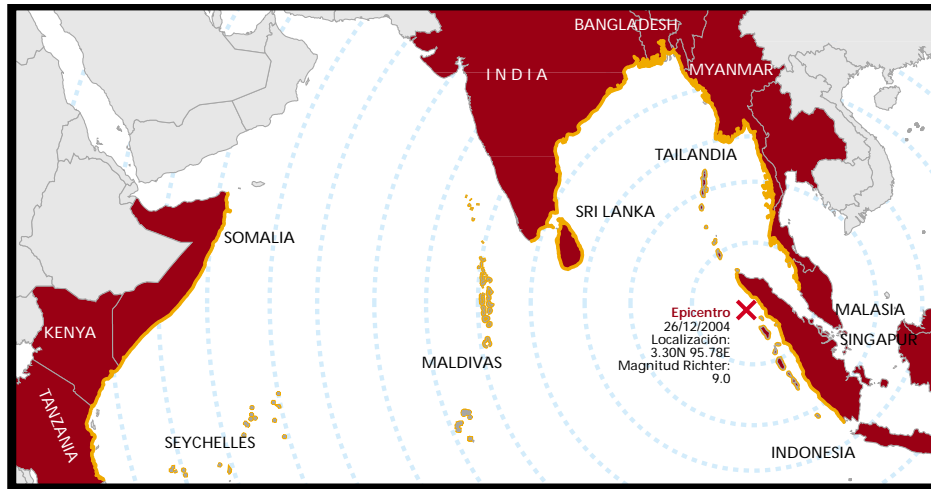 BANGLADESH
INDIA
MYANMAR
TAILANDIA
SRI LANKA
SOMALIA
Epicentro
26/12/2004
Localización:
3.30N 95.78E
Magnitud Richter:
9.0
MALASIA
SINGAPUR
KENYA
MALDIVAS
TANZANIA
SEYCHELLES
INDONESIA